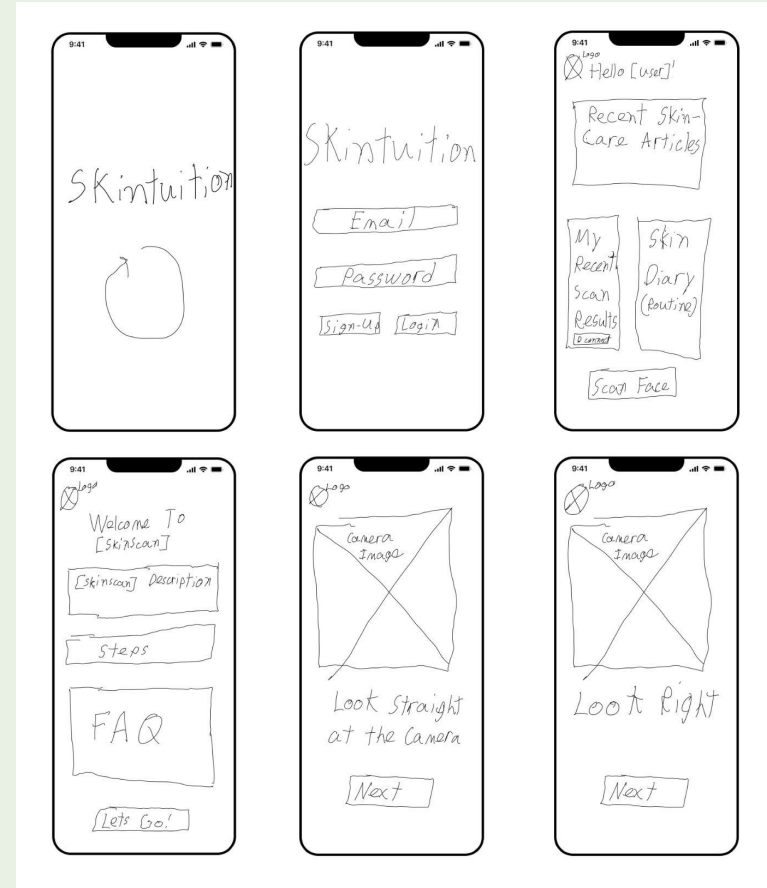 9:41
Skintuition
9:41
Skintuition
Email
Password
Sign-Up
Login
9:41
Logo
Hello [user]!
Recent Skin-
Care Articles
My
Recent
Scan
Results
Skin
Diary
(Routine)
Scan Face
9:41
Logo
Welcome To
[SkinScan]
[skinscan] Description
Steps
FAQ
Lets Go!
9:41
Logo
Camera
Image
Look Straight
at the Camera
Next
9:41
Logo
Camera
Image
Look Right
Next